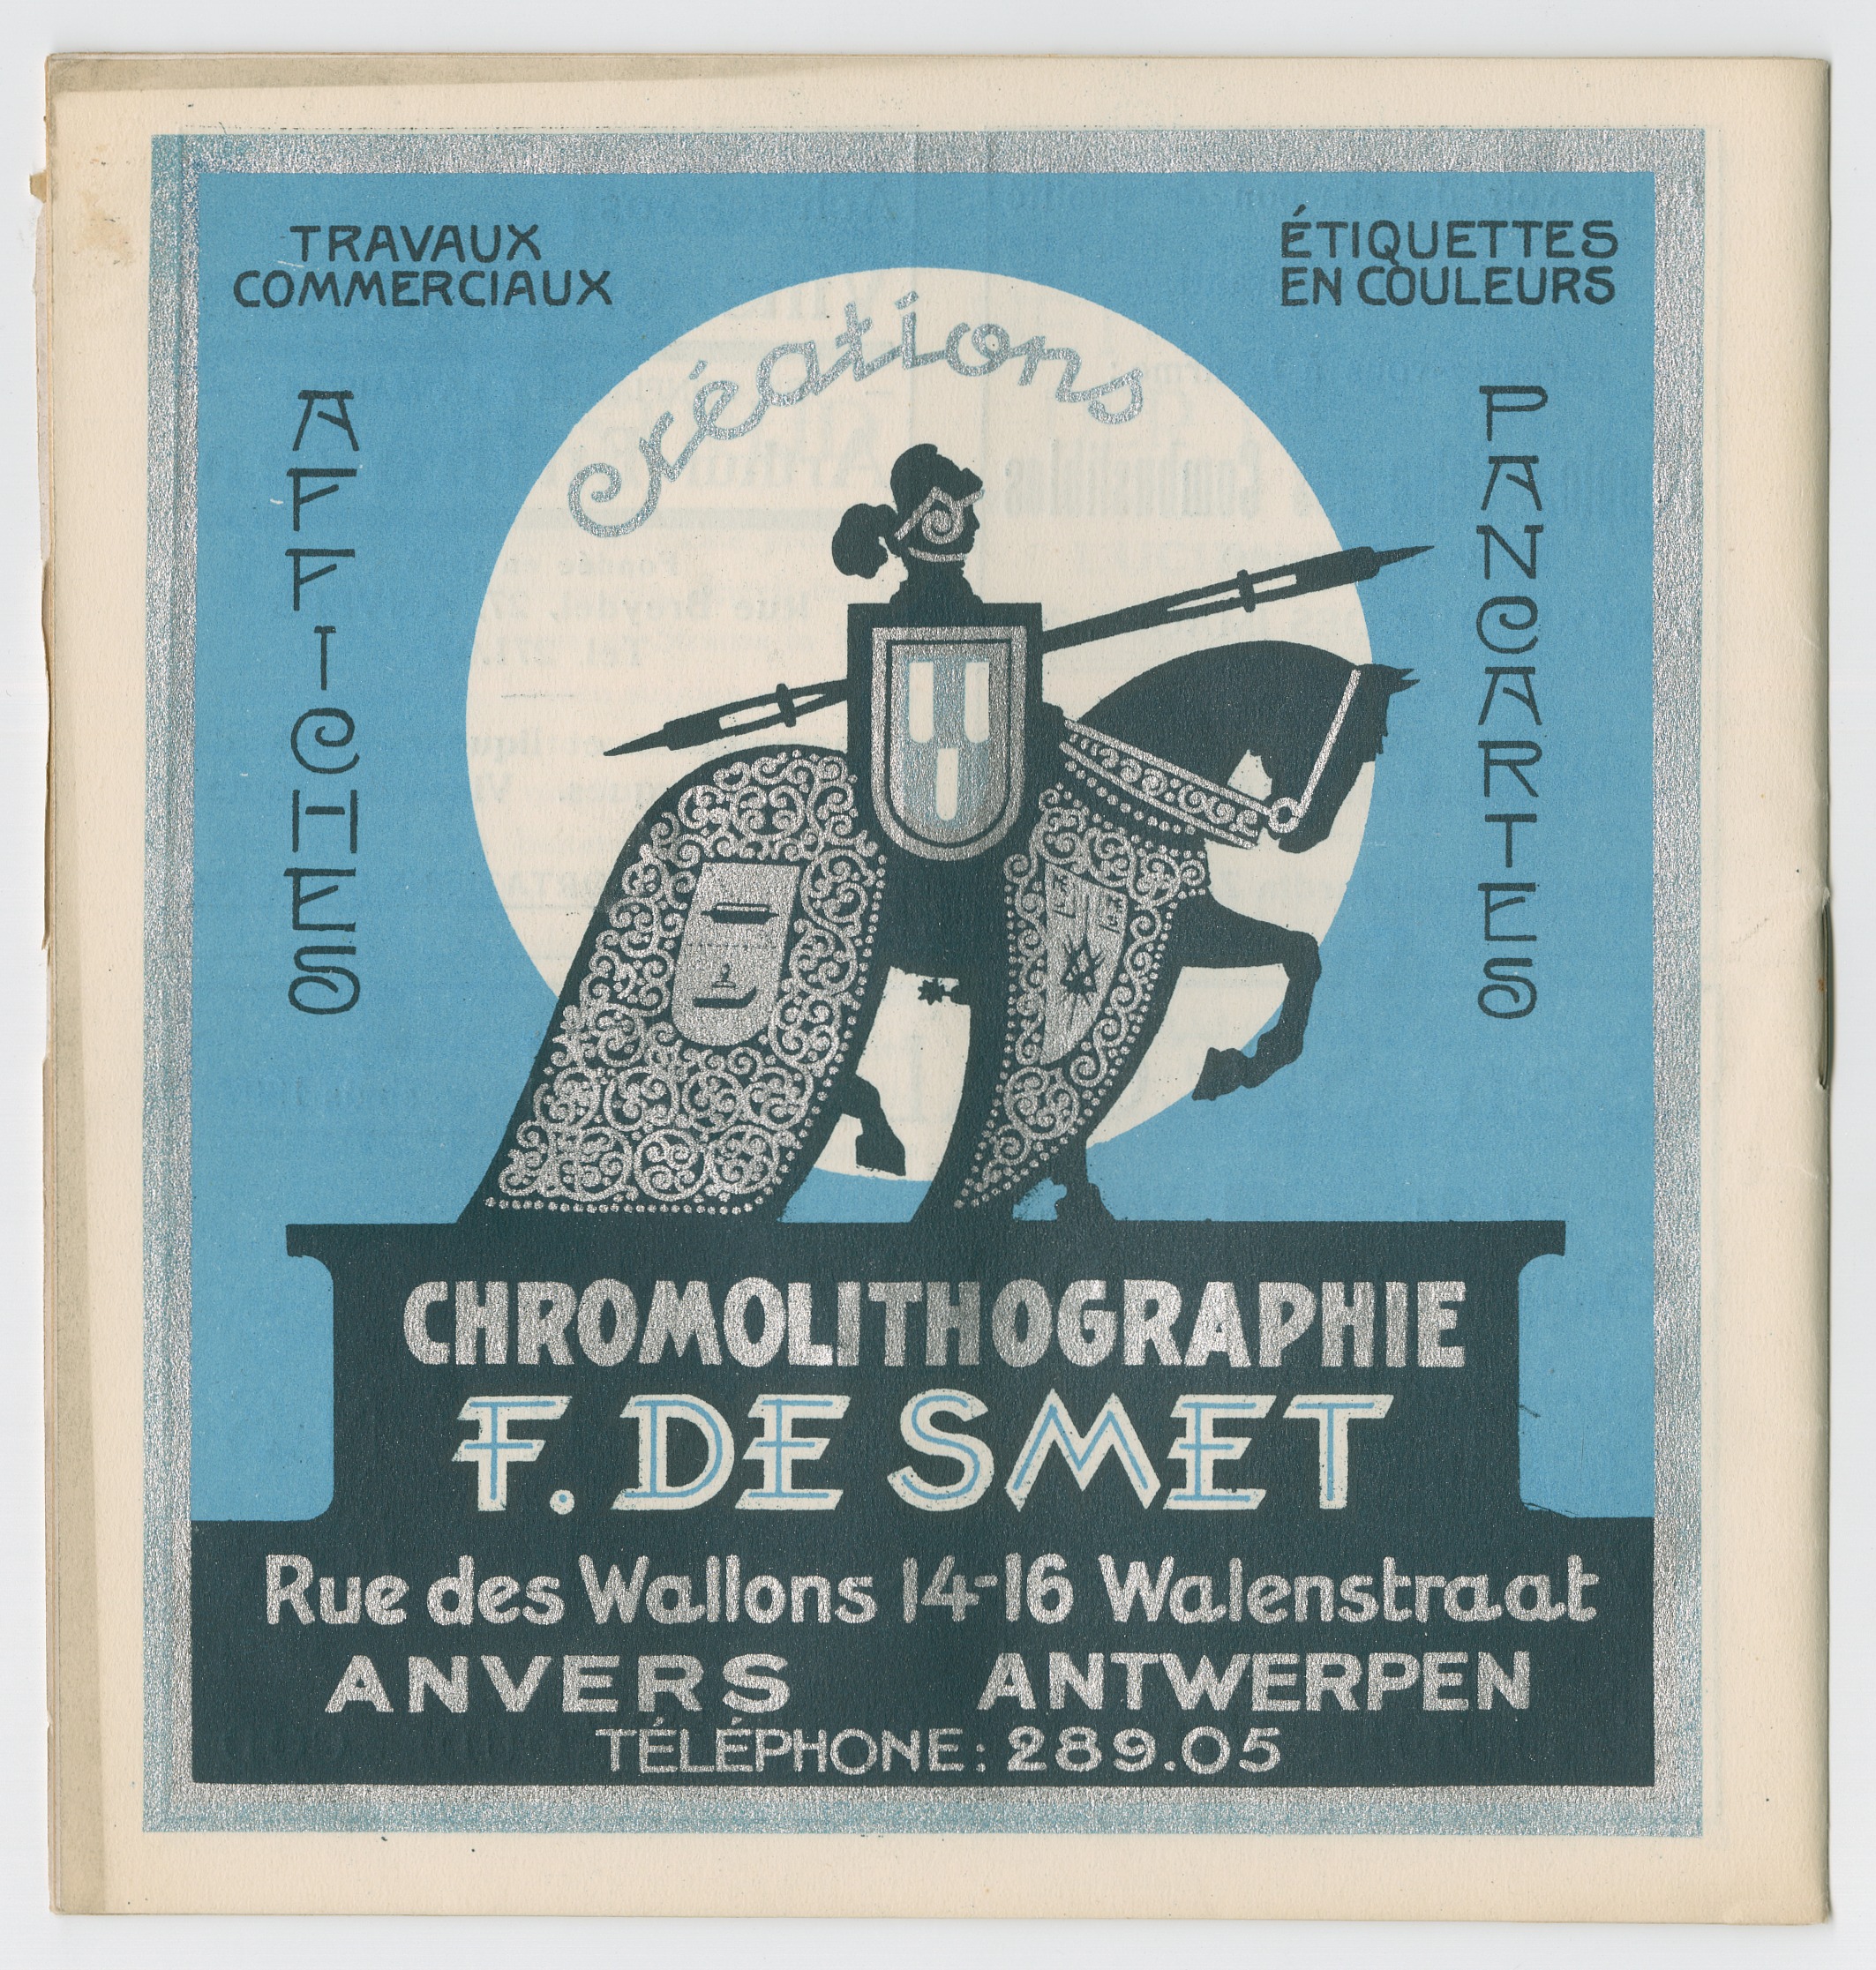 TRAVAUX
COMMERCIAUX
ÉTIQUETTES
EN COULEURS
Créations
AFFICHES
PANCARTES
CHROMOLITHOGRAPHIE
F. DE SMET
Rue des Wallons 14-16 Walenstraat
ANVERS ANTWERPEN
TÉLÉPHONE: 289.05